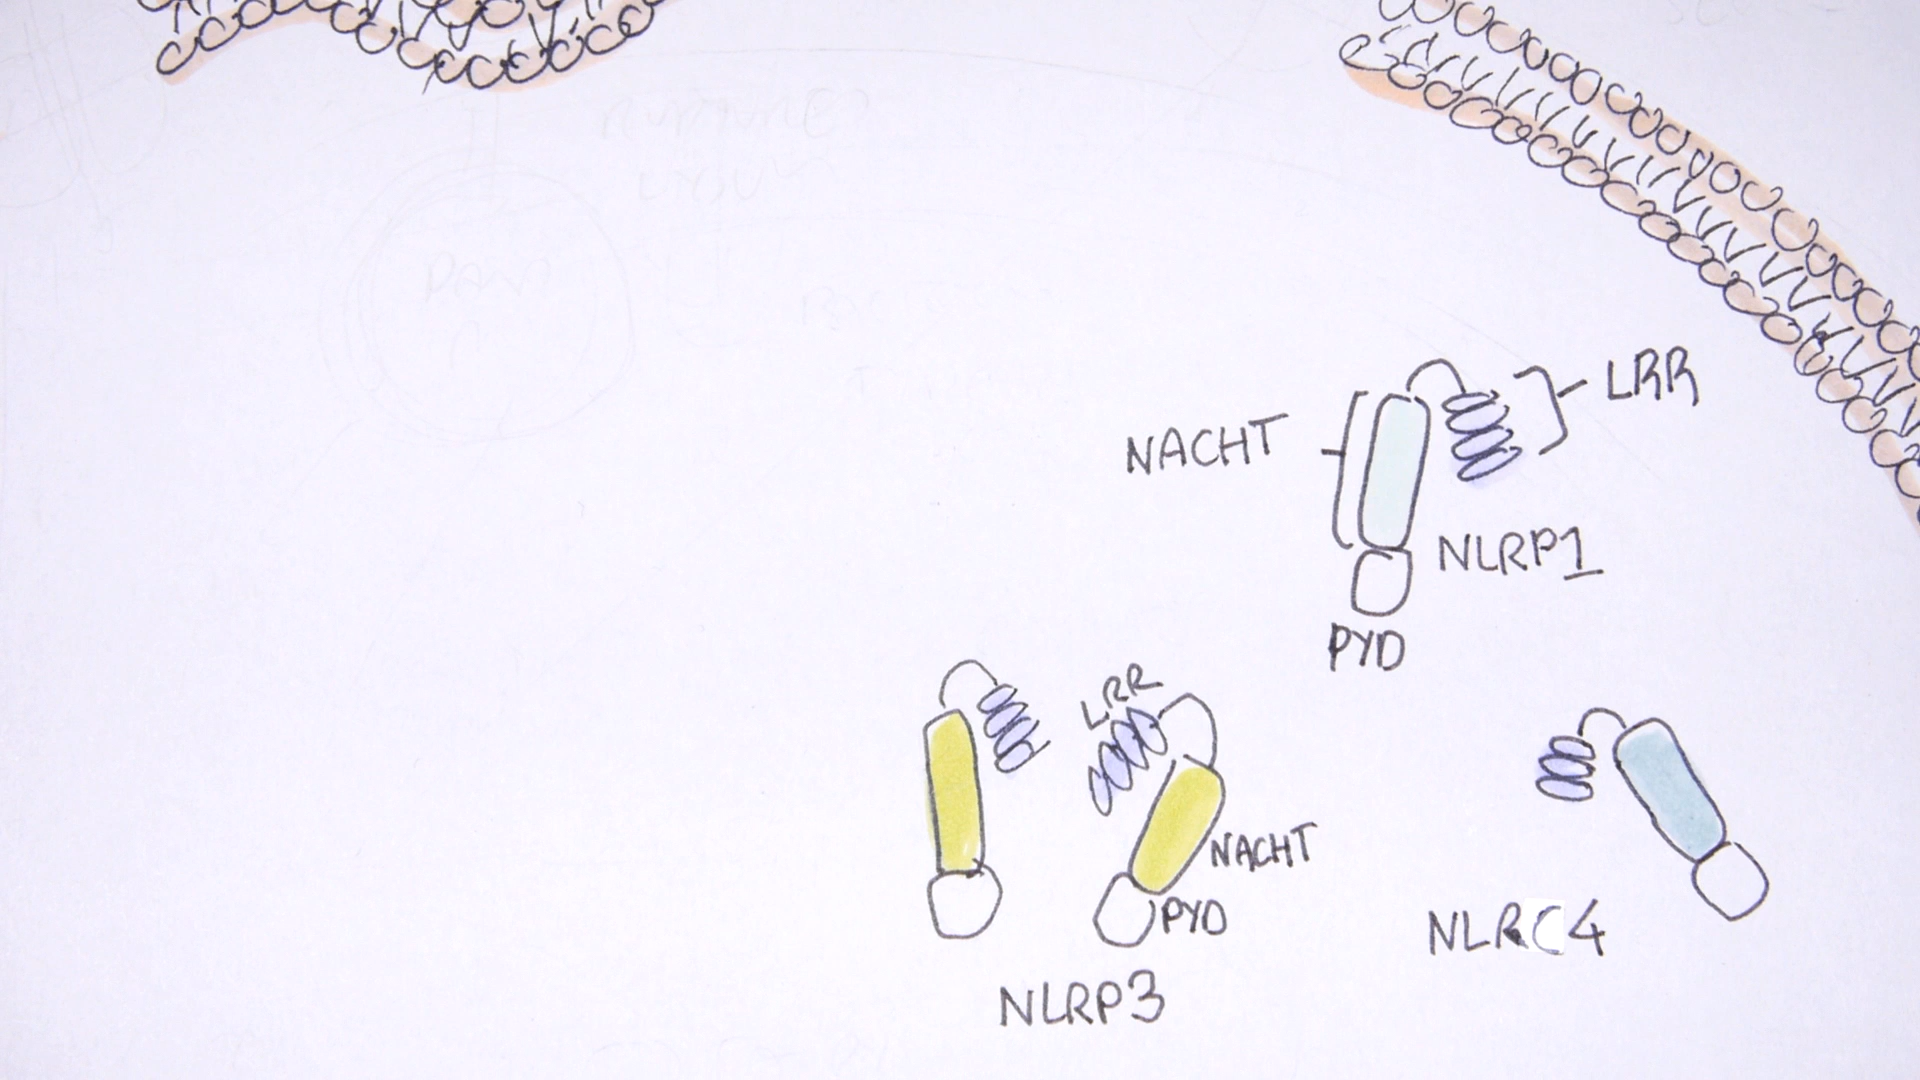 LRR
NACHT
NLRP1
PYD
LRR
NACHT
PYD
NLRC4
NLRP3